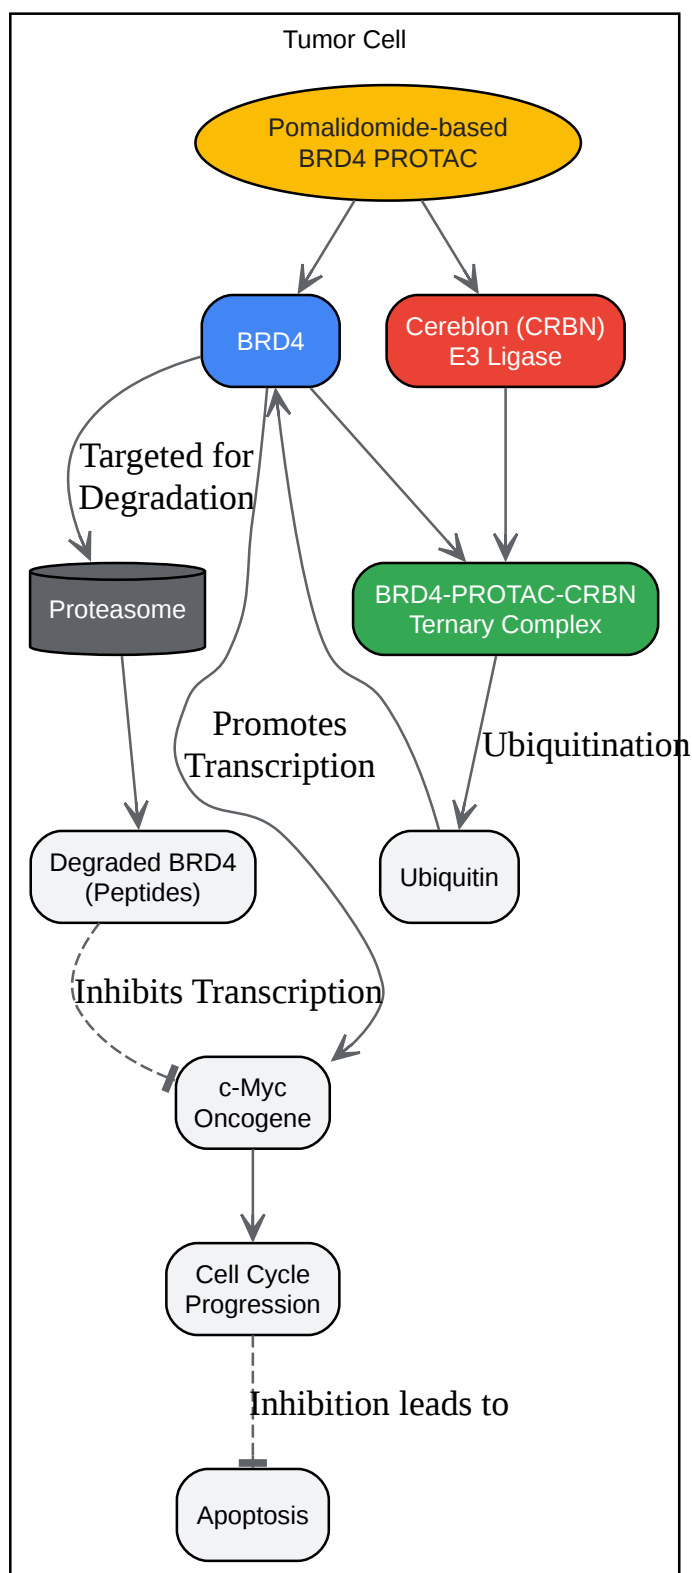 Tumor Cell
Pomalidomide-based
BRD4 PROTAC
BRD4
Cereblon (CRBN)
E3 Ligase
Targeted for
Degradation
Proteasome
BRD4-PROTAC-CRBN
Ternary Complex
Promotes
Transcription
Ubiquitination
Degraded BRD4
(Peptides)
Ubiquitin
Inhibits Transcription
c-Myc
Oncogene
Cell Cycle
Progression
Inhibition leads to
Apoptosis